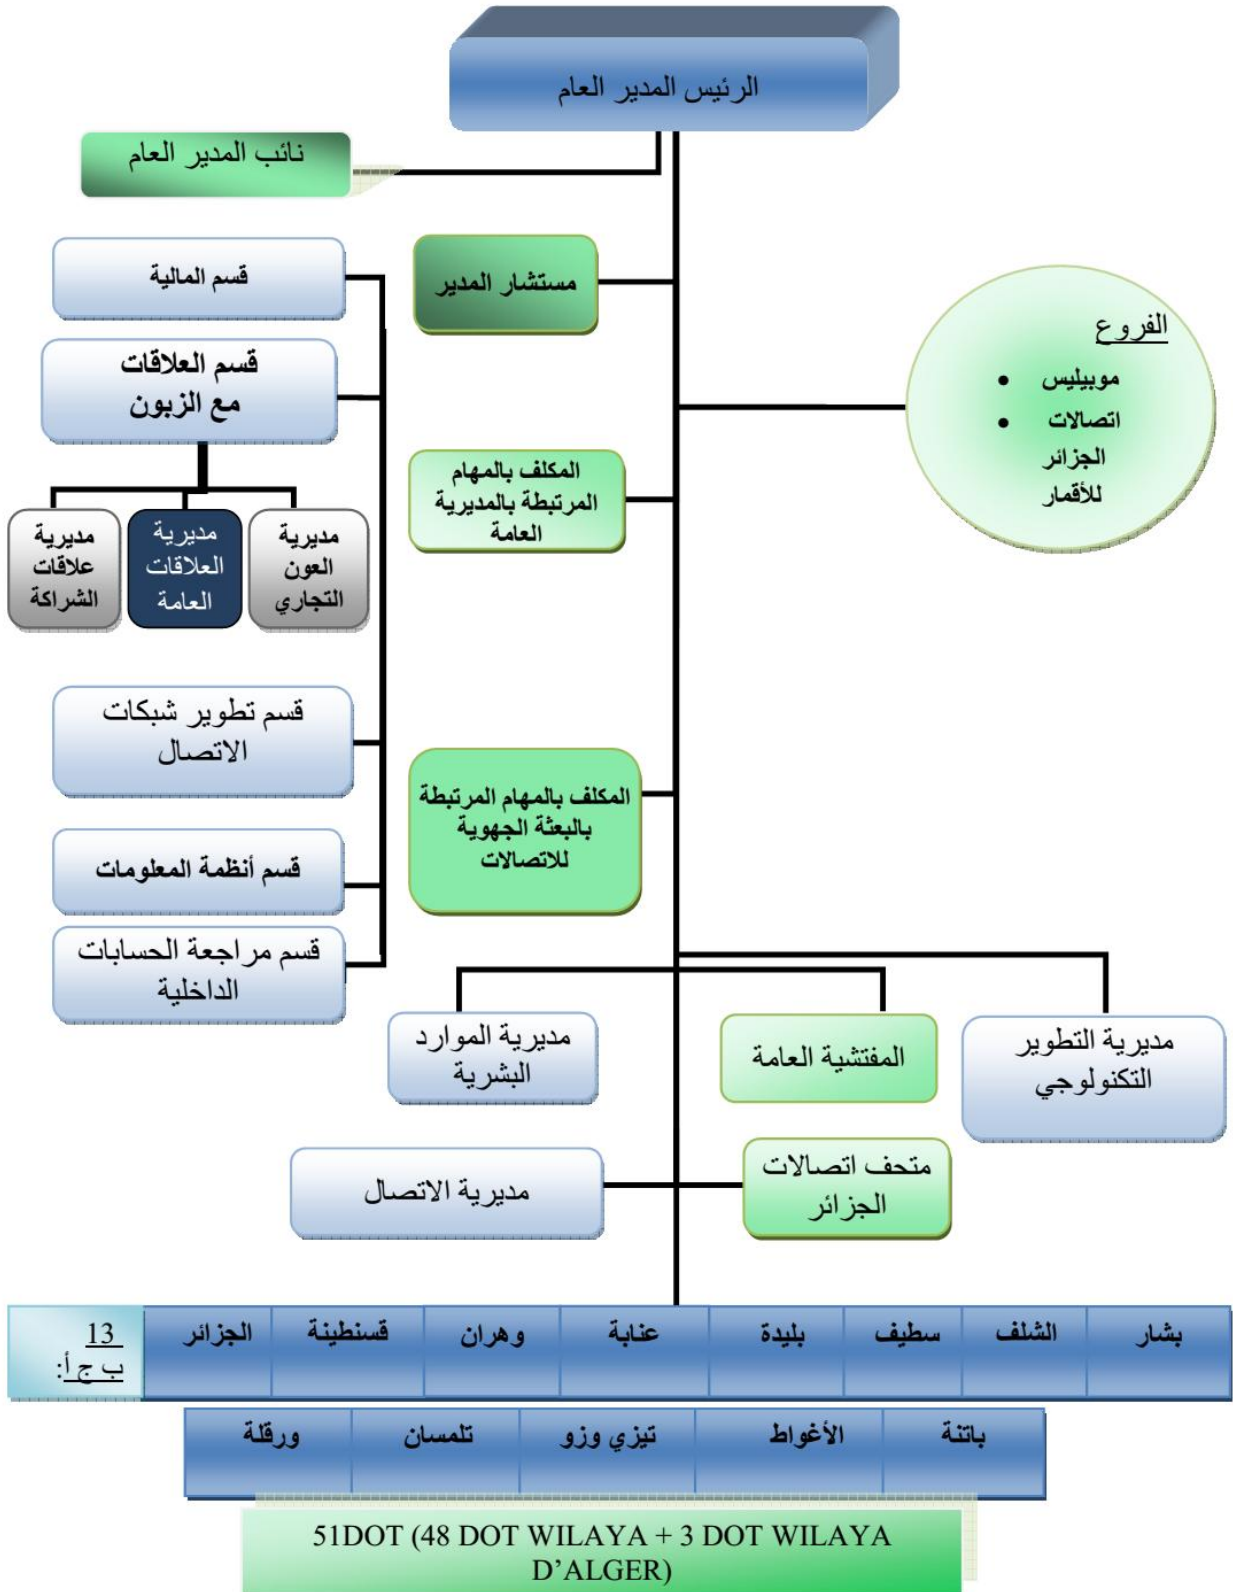 الرئيس المدير العام
نائب المدير العام
قسم المالية
مستشار المدير
الفروع
• موبيليس
• اتصالات
الجزائر
للأقمار
قسم العلاقات
مع الزبون
المكلف بالمهام
المرتبطة بالمديرية
العامة
مديرية
العون
التجاري
مديرية
العلاقات
العامة
مديرية
علاقات
الشراكة
قسم تطوير شبكات
الاتصال
المكلف بالمهام المرتبطة
بالبعثة الجهوية
للاتصالات
قسم أنظمة المعلومات
قسم مراجعة الحسابات
الداخلية
مديرية التطوير
التكنولوجي
المفتشية العامة
مديرية الموارد
البشرية
متحف اتصالات
الجزائر
مديرية الاتصال
13
ب ج أ:
الجزائر
قسنطينة
وهران
عنابة
بليدة
سطيف
الشلف
بشار
ورقلة
تلمسان
تيزي وزو
الأغواط
باتنة
51DOT (48 DOT WILAYA + 3 DOT WILAYA
D’ALGER)